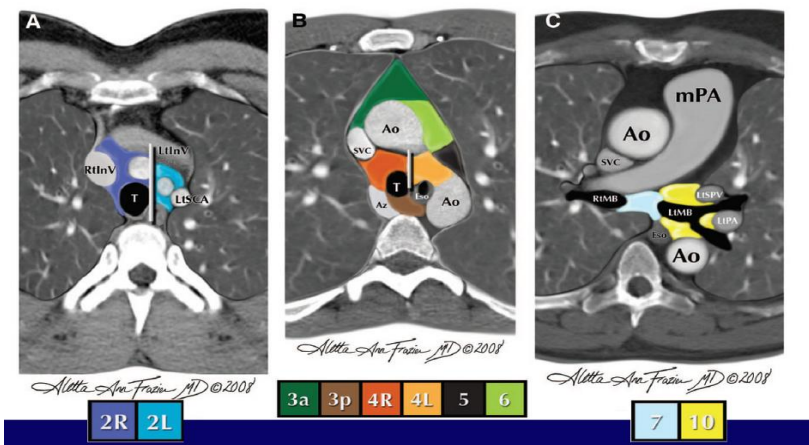 A
RtInV
LtInV
T
LtSCA
Aletta Ann Frazier MD ©2008
2R 2L
B
Ao
SVC
T
Eso
Az
Ao
Aletta Ann Frazier MD ©2008
3a 3p 4R 4L 5 6
C
mPA
Ao
SVC
RtMB
LtSPV
LtMB
LtPA
Eso
Ao
Aletta Ann Frazier MD ©2008
7 10